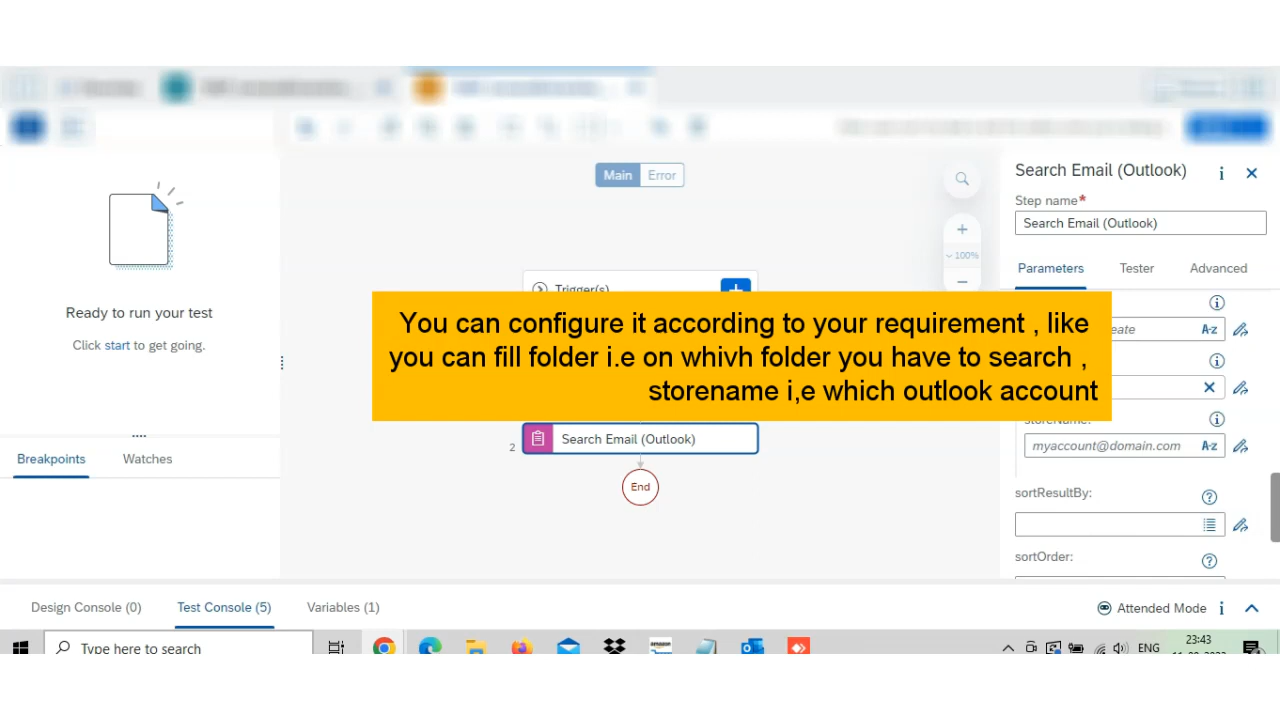 Main
Error
Search Email (Outlook)
Step name*
Search Email (Outlook)
100%
Parameters
Tester
Advanced
Trigger(s)
Ready to run your test
Click start to get going.
You can configure it according to your requirement , like
you can fill folder i.e on whivh folder you have to search ,
storename i,e which outlook account
A-z
2
Search Email (Outlook)
myaccount@domain.com
A-z
Breakpoints
Watches
End
sortResultBy:
sortOrder:
Design Console (0)
Test Console (5)
Variables (1)
Attended Mode
Type here to search
ENG
23:43